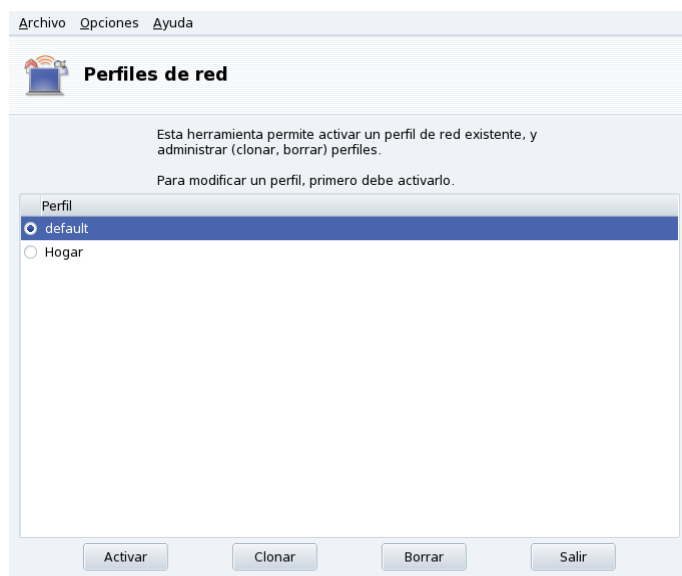 Archivo Opciones Ayuda
Perfiles de red
Esta herramienta permite activar un perfil de red existente, y
administrar (clonar, borrar) perfiles.
Para modificar un perfil, primero debe activarlo.
Perfil
default
Hogar
Activar Clonar Borrar Salir